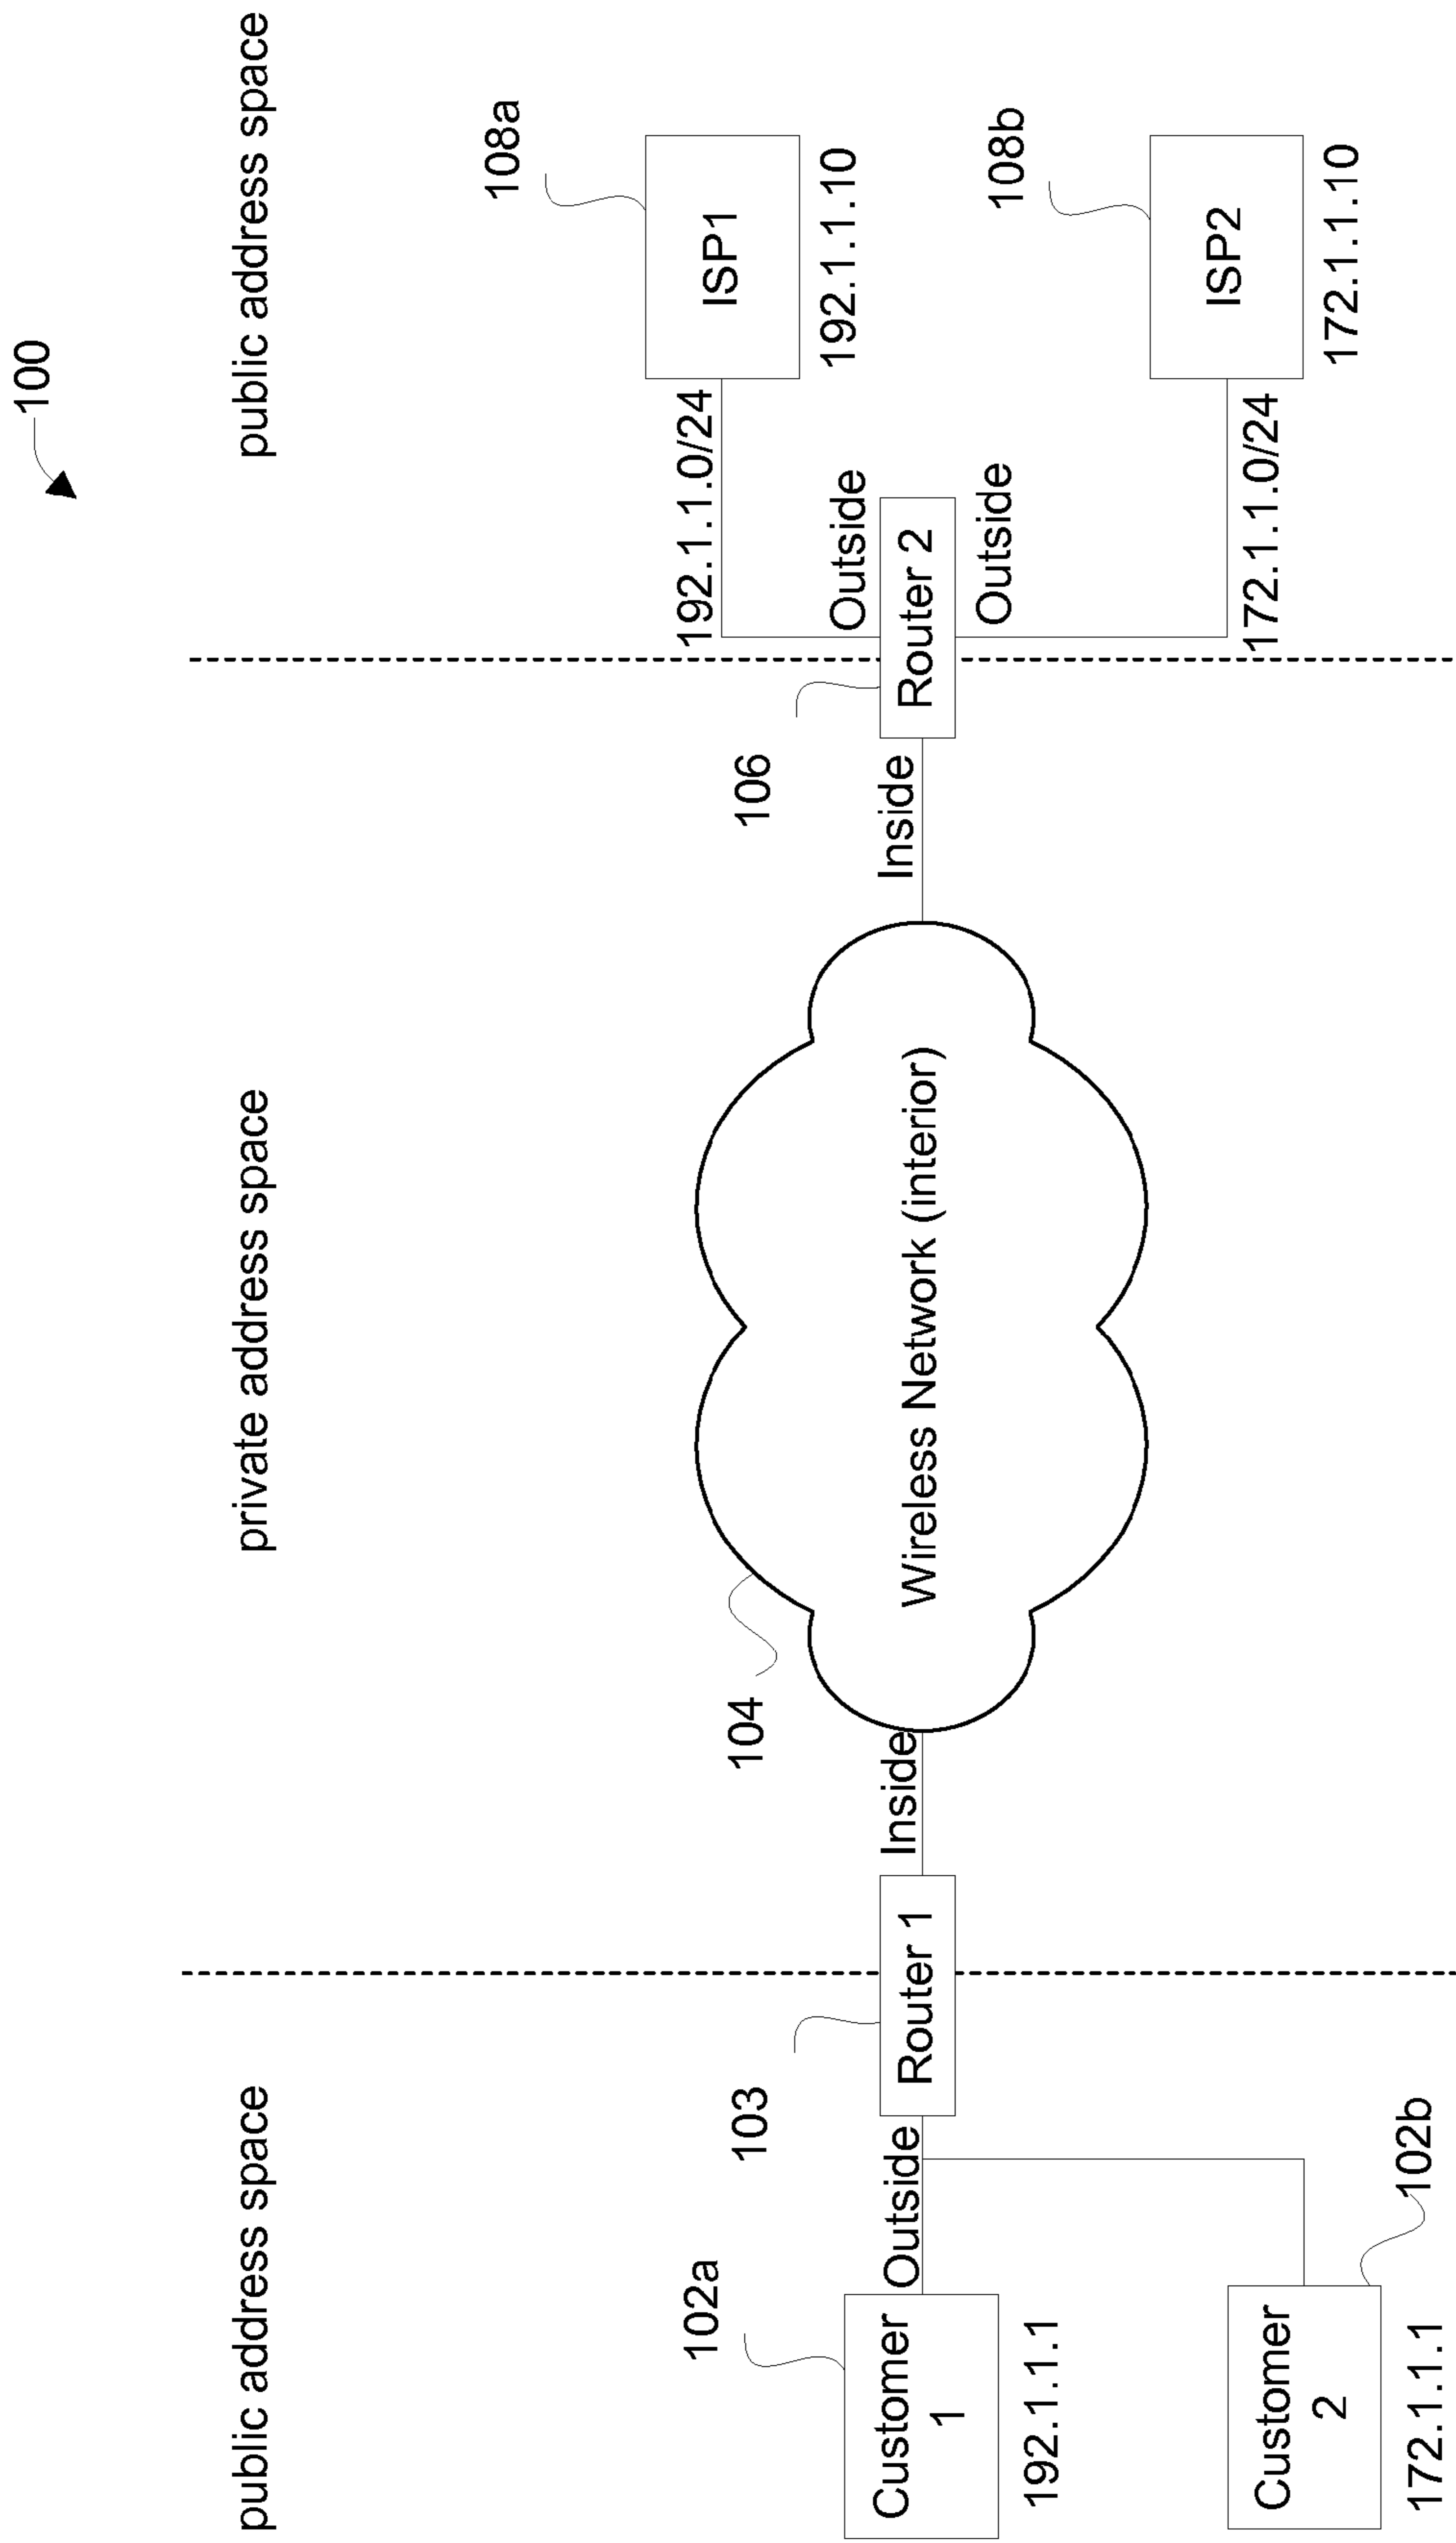 100
public address space
private address space
public address space
102a
Customer
1
192.1.1.1
Customer
2
172.1.1.1
102b
Outside
103
Router 1
Inside
104
Wireless Network (interior)
Inside
106
Router 2
Outside
Outside
192.1.1.0/24
172.1.1.0/24
108a
ISP1
192.1.1.10
108b
ISP2
172.1.1.10